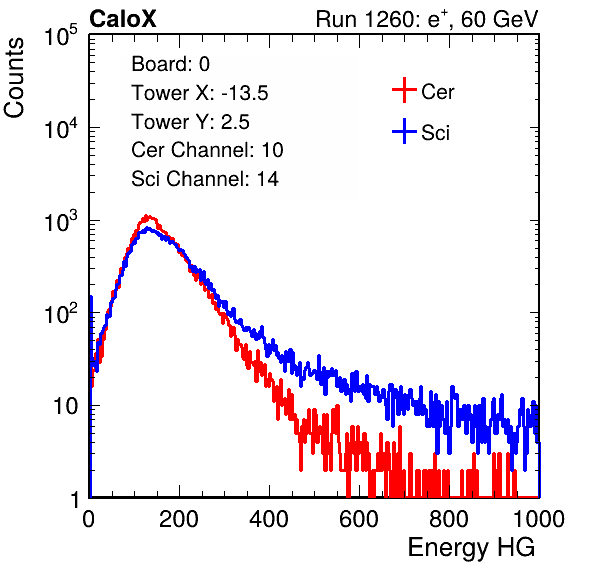 CaloX Run 1260: e⁺, 60 GeV
Counts
Board: 0
Tower X: -13.5
Tower Y: 2.5
Cer Channel: 10
Sci Channel: 14
Cer
Sci
10⁵
10⁴
10³
10²
10
1
0 200 400 600 800 1000
Energy HG